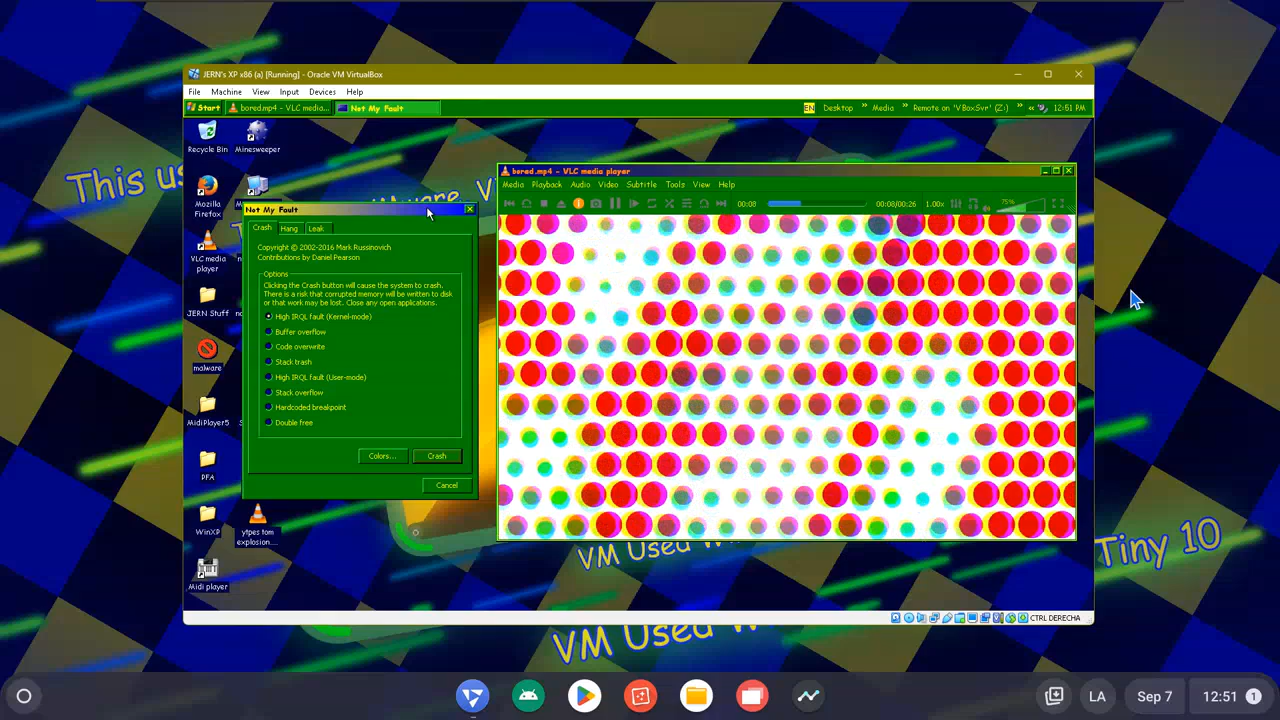 JERN's XP x86 (a) [Running] - Oracle VM VirtualBox
File Machine View Input Devices Help
Start bored.mp4 - VLC media... Not My Fault EN Desktop » Media » Remote on 'VBoxSvr' (Z:) » « 12:51 PM
Recycle Bin Minesweeper
This us
bored.mp4 - VLC media player
Media Playback Audio Video Subtitle Tools View Help
Mozilla Firefox
00:08 00:08/00:26 1.00x 75%
Not My Fault
Crash Hang Leak
Copyright © 2002-2016 Mark Russinovich
Contributions by Daniel Pearson
VLC media player
Options
Clicking the Crash button will cause the system to crash.
There is a risk that corrupted memory will be written to disk
or that work may be lost. Close any open applications.
JERN Stuff
High IRQL fault (Kernel-mode)
Buffer overflow
Code overwrite
Stack trash
malware
High IRQL fault (User-mode)
Stack overflow
Hardcoded breakpoint
Double free
MidiPlayer5
Colors... Crash
PFA
Cancel
WinXP
ytpes tom explosion....
VM Used W
Tiny 10
Midi player
CTRL DERECHA
VM Used W
LA Sep 7 12:51 1